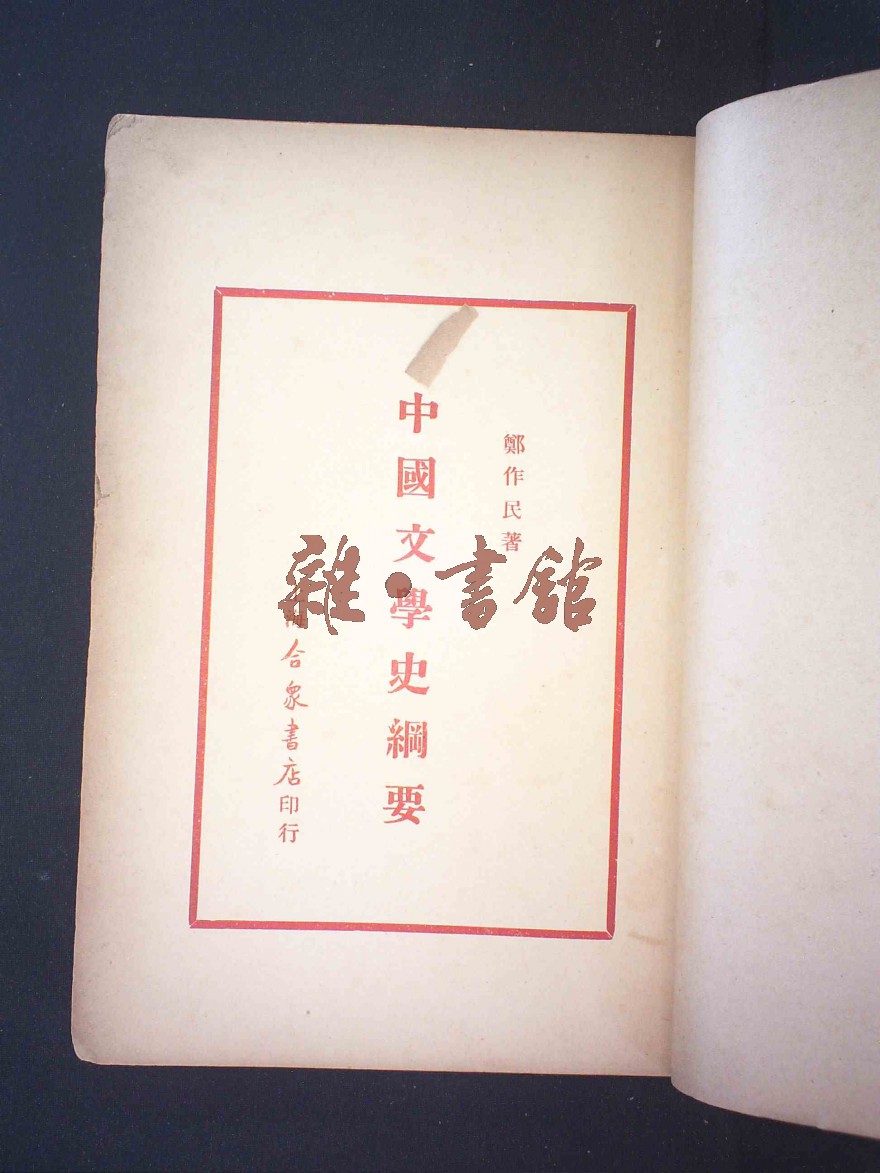 鄭作民著
中國文學史綱要
海合衆書店印行
雜·書館